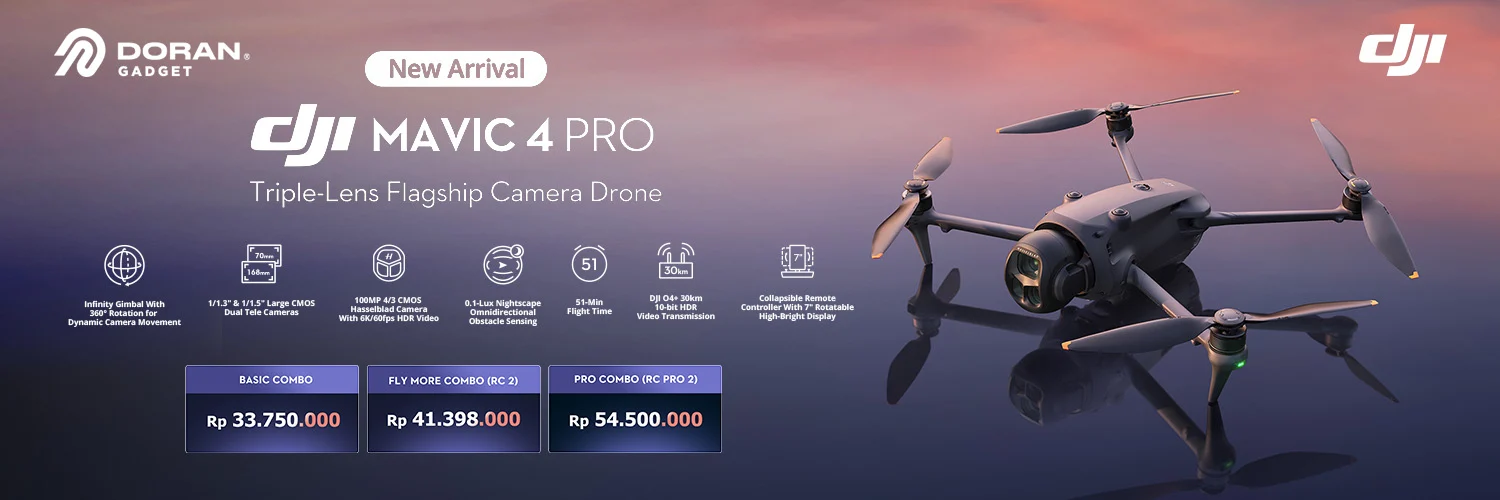 DORAN®
GADGET
dji
New Arrival
dji MAVIC 4 PRO
Triple-Lens Flagship Camera Drone
Infinity Gimbal With
360° Rotation for
Dynamic Camera Movement
70mm
168mm
1/1.3" & 1/1.5" Large CMOS
Dual Tele Cameras
H
100MP 4/3 CMOS
Hasselblad Camera
With 6K/60fps HDR Video
0.1-Lux Nightscape
Omnidirectional
Obstacle Sensing
51
51-Min
Flight Time
30km
DJI O4+ 30km
10-bit HDR
Video Transmission
7"
Collapsible Remote
Controller With 7" Rotatable
High-Bright Display
BASIC COMBO
Rp 33.750.000
FLY MORE COMBO (RC 2)
Rp 41.398.000
PRO COMBO (RC PRO 2)
Rp 54.500.000